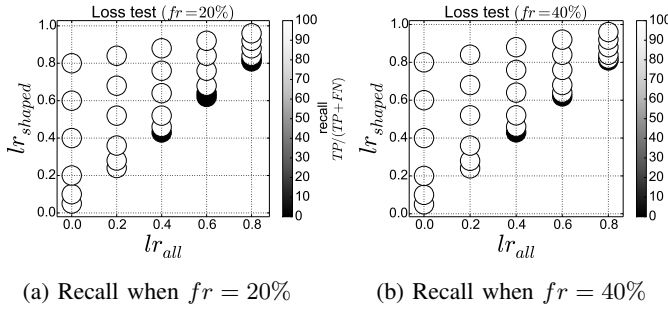 Loss test (fr=20%)
1.0
0.8
0.6
0.4
0.2
0.0
lr_shaped
0.0 0.2 0.4 0.6 0.8
lr_all
100
90
80
70
60
50
40
30
20
10
0
recall
TP/(TP+FN)
Loss test (fr=40%)
1.0
0.8
0.6
0.4
0.2
0.0
lr_shaped
0.0 0.2 0.4 0.6 0.8
lr_all
100
90
80
70
60
50
40
30
20
10
0
(a) Recall when fr = 20%
(b) Recall when fr = 40%